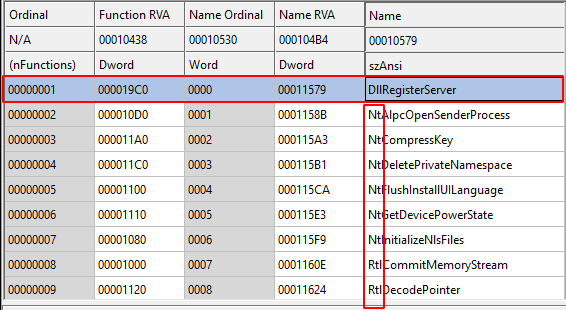 Ordinal Function RVA Name Ordinal Name RVA Name
N/A 00010438 00010530 000104B4 00010579
(nFunctions) Dword Word Dword szAnsi
00000001 000019C0 0000 00011579 DllRegisterServer
00000002 000010D0 0001 0001158B NtAlpcOpenSenderProcess
00000003 000011A0 0002 000115A3 NtCompressKey
00000004 000011C0 0003 000115B1 NtDeletePrivateNamespace
00000005 00001100 0004 000115CA NtFlushInstallUILanguage
00000006 00001110 0005 000115E3 NtGetDevicePowerState
00000007 00001080 0006 000115F9 NtInitializeNlsFiles
00000008 00001000 0007 0001160E RtlCommitMemoryStream
00000009 00001120 0008 00011624 RtlDecodePointer